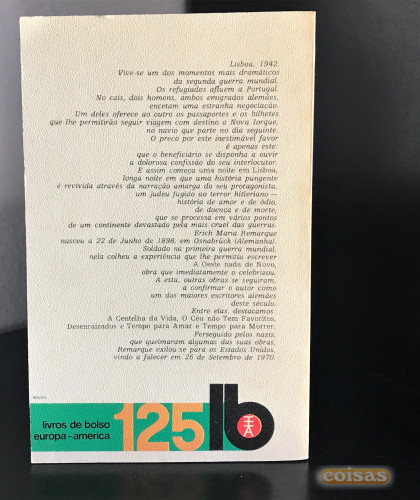 Lisboa, 1942.
Vive-se um dos momentos mais dramáticos
da segunda guerra mundial.
Os refugiados afluem a Portugal.
No cais, dois homens, ambos emigrados alemães,
encetam uma estranha negociação.
Um deles oferece ao outro os passaportes e os bilhetes
que lhe permitirão seguir viagem com destino a Nova Iorque,
no navio que parte no dia seguinte.
O preço por este inestimável favor
é apenas este:
que o beneficiário se disponha a ouvir
a dolorosa confissão do seu interlocutor.
E assim começa uma noite em Lisboa,
longa noite em que uma história pungente
é revivida através da narração amarga do seu protagonista,
um judeu fugido ao terror hitleriano—
história de amor e de ódio,
de doença e de morte,
que se processa em vários pontos
de um continente devastado pela mais cruel das guerras.
Erich Maria Remarque
nasceu a 22 de Junho de 1898, em Osnabrück (Alemanha).
Soldado na primeira guerra mundial,
nela colheu a experiência que lhe permitiu escrever
A Oeste nada de Novo,
obra que imediatamente o celebrizou.
A esta, outras obras se seguiram,
a confirmar o autor como
um dos maiores escritores alemães
deste século.
Entre elas, destacamos:
A Centelha da Vida, O Céu não Tem Favoritos,
Desenraizados e Tempo para Amar e Tempo para Morrer.
Perseguido pelos nazis,
que queimaram algumas das suas obras,
Remarque exilou-se para os Estados Unidos,
vindo a falecer em 25 de Setembro de 1970.
livros de bolso
europa-america
125
lb
coisas